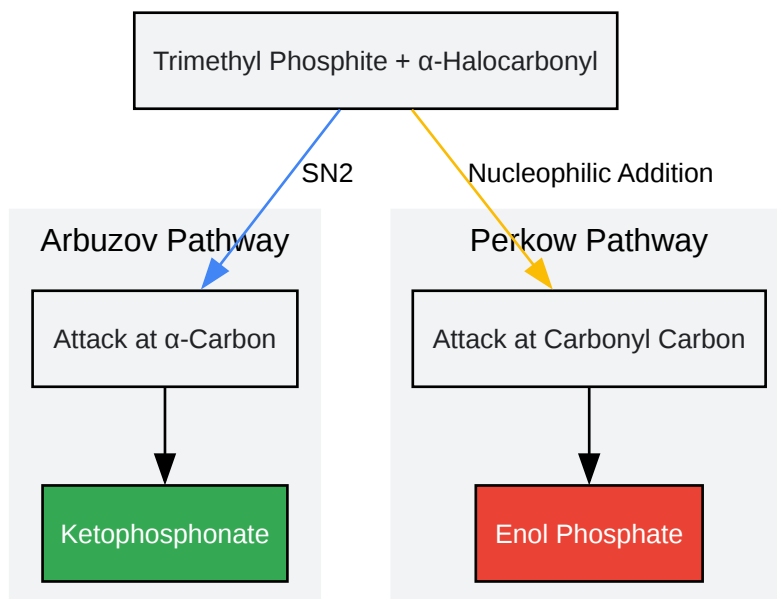 Trimethyl Phosphite + α-Halocarbonyl
SN2
Nucleophilic Addition
Arbuzov Pathway
Perkow Pathway
Attack at α-Carbon
Attack at Carbonyl Carbon
Ketophosphonate
Enol Phosphate